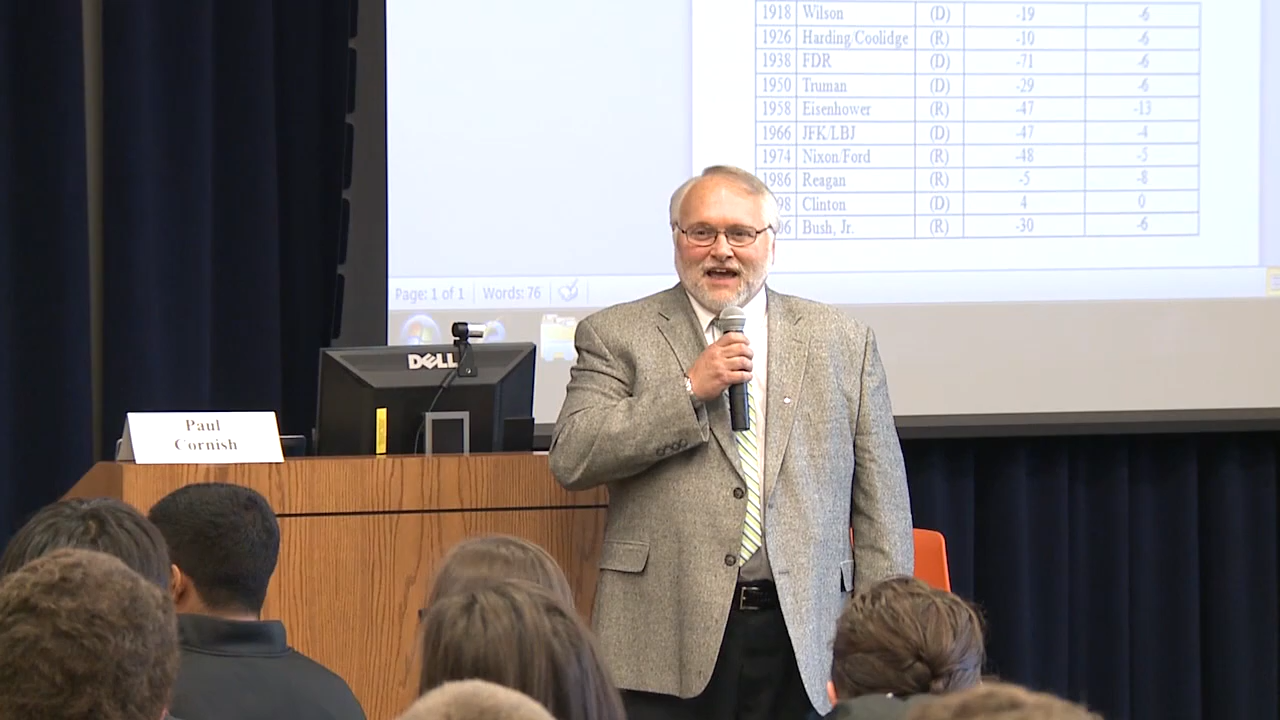 1918 Wilson (D) -19 -6
1926 Harding/Coolidge (R) -10 -6
1938 FDR (D) -71 -6
1950 Truman (D) -29 -6
1958 Eisenhower (R) -47 -13
1966 JFK/LBJ (D) -47 -4
1974 Nixon/Ford (R) -48 -5
1986 Reagan (R) -5 -8
98 Clinton (D) 4 0
06 Bush, Jr. (R) -30 -6
Page: 1 of 1 Words: 76
DELL
Paul
Cornish